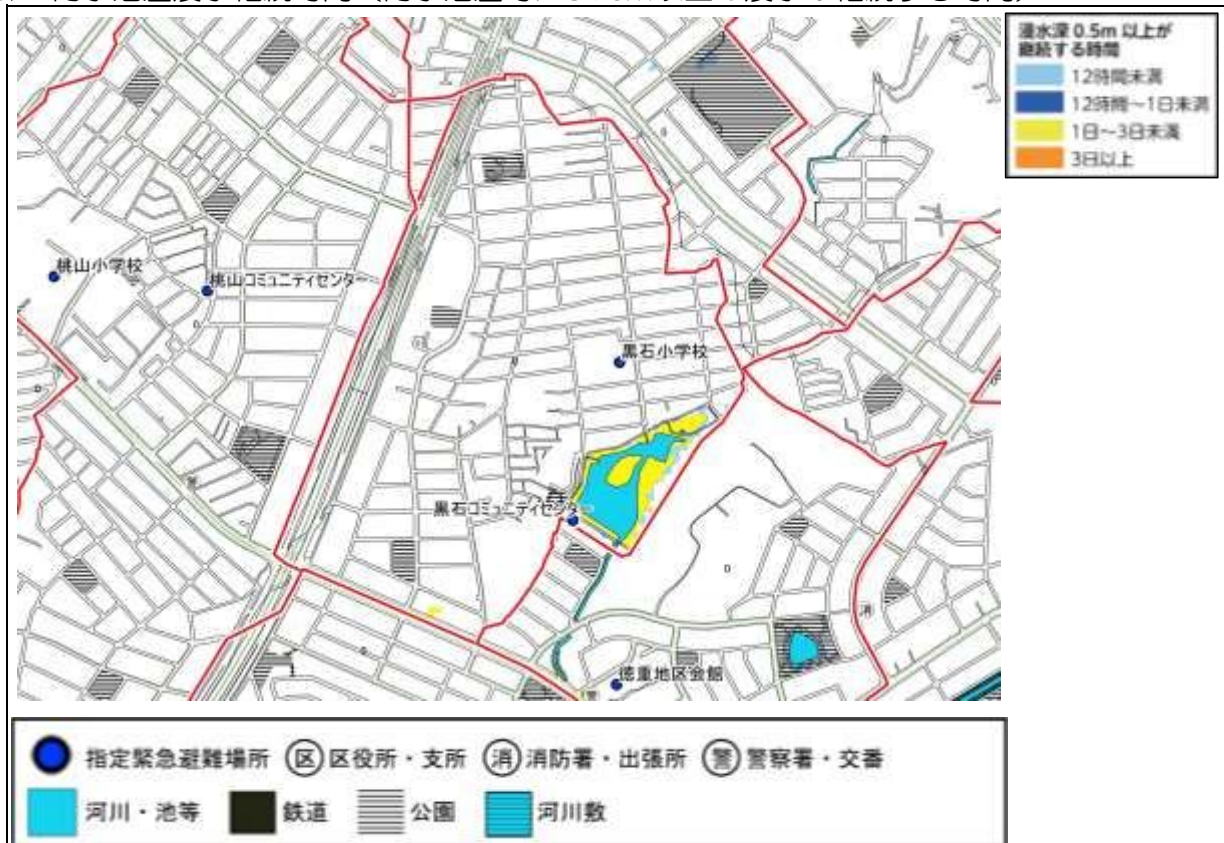 浸水深 0.5m 以上が
継続する時間
12時間未満
12時間～1日未満
1日～3日未満
3日以上
桃山小学校
桃山コミュニティセンター
黒石小学校
黒石コミュニティセンター
消
徳重地区会館
指定緊急避難場所 区 区役所・支所 消 消防署・出張所 警 警察署・交番
河川・池等 鉄道 公園 河川敷